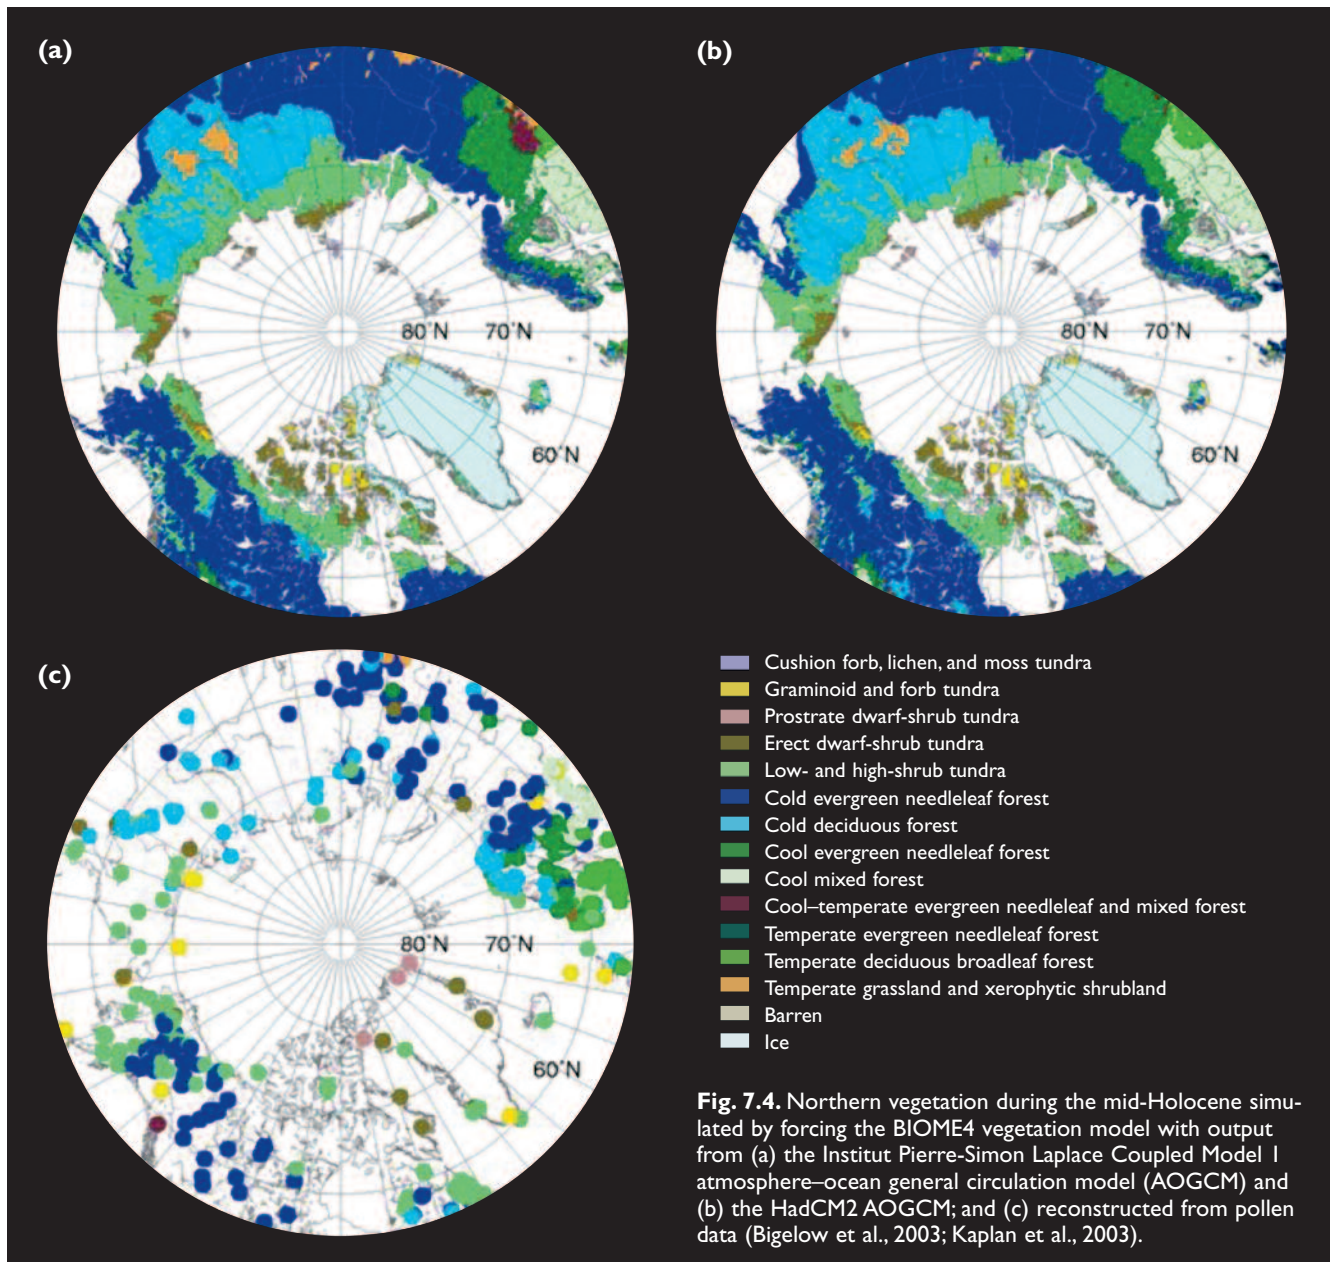 (a)
80°N 70°N
60°N
(b)
80°N 70°N
60°N
(c)
80°N 70°N
60°N
Cushion forb, lichen, and moss tundra
Graminoid and forb tundra
Prostrate dwarf-shrub tundra
Erect dwarf-shrub tundra
Low- and high-shrub tundra
Cold evergreen needleleaf forest
Cold deciduous forest
Cool evergreen needleleaf forest
Cool mixed forest
Cool–temperate evergreen needleleaf and mixed forest
Temperate evergreen needleleaf forest
Temperate deciduous broadleaf forest
Temperate grassland and xerophytic shrubland
Barren
Ice
Fig. 7.4. Northern vegetation during the mid-Holocene simu-
lated by forcing the BIOME4 vegetation model with output
from (a) the Institut Pierre-Simon Laplace Coupled Model 1
atmosphere–ocean general circulation model (AOGCM) and
(b) the HadCM2 AOGCM; and (c) reconstructed from pollen
data (Bigelow et al., 2003; Kaplan et al., 2003).